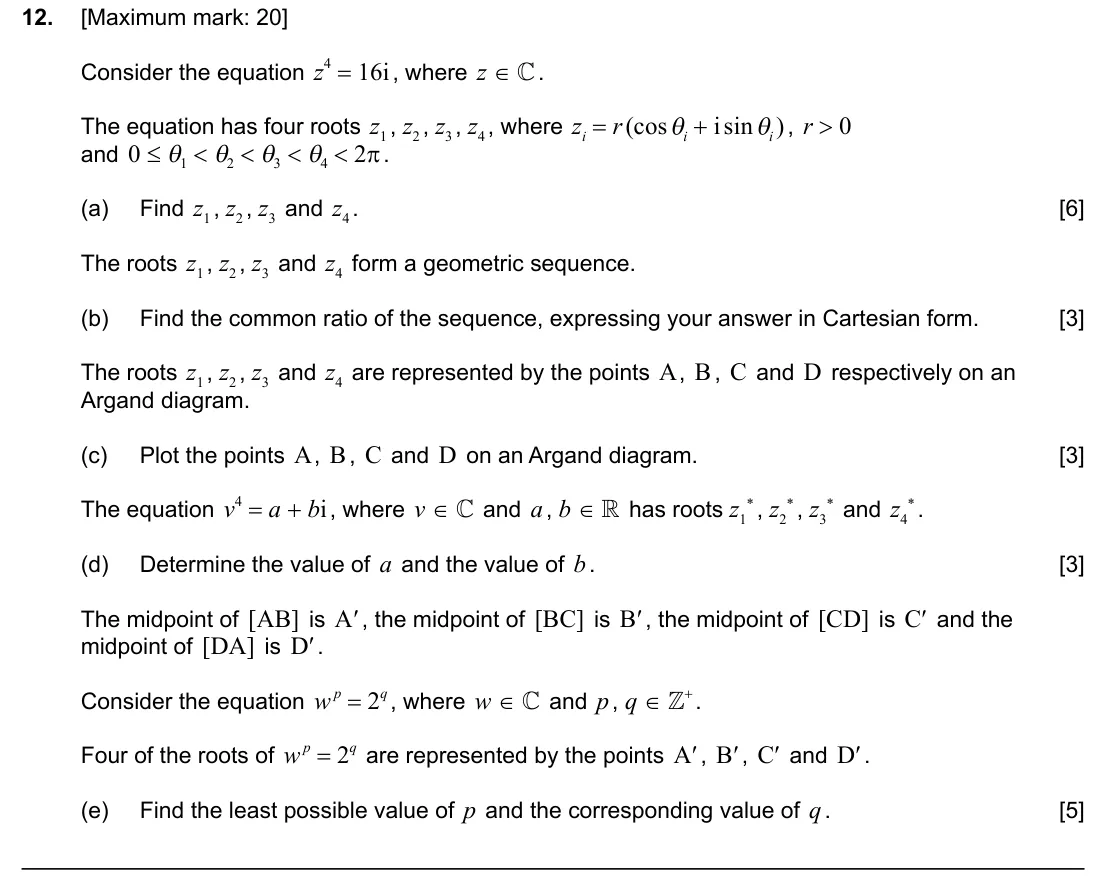 12. [Maximum mark: 20]
Consider the equation z⁴ = 16i, where z ∈ ℂ.
The equation has four roots z₁, z₂, z₃, z₄, where zᵢ = r(cos θᵢ + i sin θᵢ), r > 0
and 0 ≤ θ₁ < θ₂ < θ₃ < θ₄ < 2π.
(a) Find z₁, z₂, z₃ and z₄. [6]
The roots z₁, z₂, z₃ and z₄ form a geometric sequence.
(b) Find the common ratio of the sequence, expressing your answer in Cartesian form. [3]
The roots z₁, z₂, z₃ and z₄ are represented by the points A, B, C and D respectively on an
Argand diagram.
(c) Plot the points A, B, C and D on an Argand diagram. [3]
The equation v⁴ = a + bi, where v ∈ ℂ and a, b ∈ ℝ has roots z₁*, z₂*, z₃* and z₄*.
(d) Determine the value of a and the value of b. [3]
The midpoint of [AB] is A′, the midpoint of [BC] is B′, the midpoint of [CD] is C′ and the
midpoint of [DA] is D′.
Consider the equation wᵖ = 2^q, where w ∈ ℂ and p, q ∈ ℤ⁺.
Four of the roots of wᵖ = 2^q are represented by the points A′, B′, C′ and D′.
(e) Find the least possible value of p and the corresponding value of q. [5]